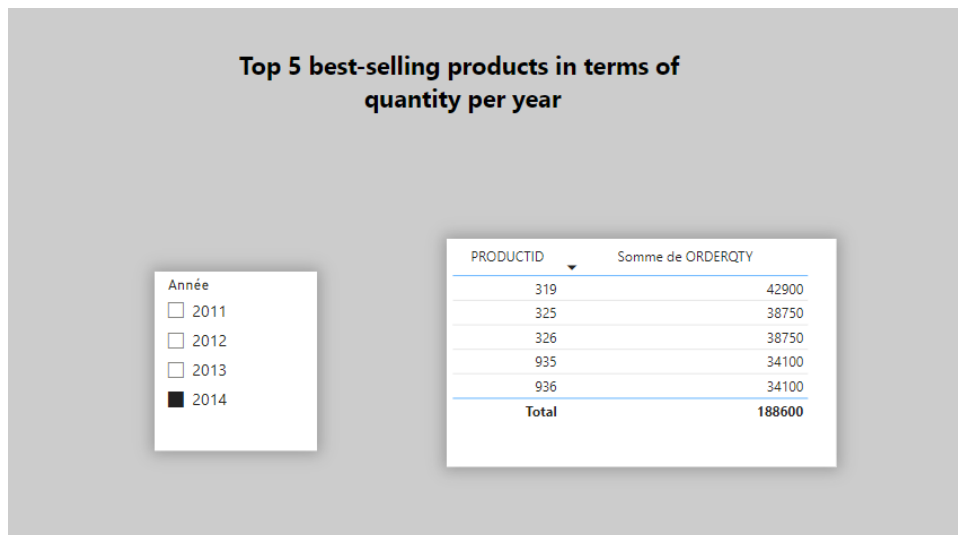 Top 5 best-selling products in terms of
quantity per year
Année
2011
2012
2013
2014
PRODUCTID Somme de ORDERQTY
319 42900
325 38750
326 38750
935 34100
936 34100
Total 188600